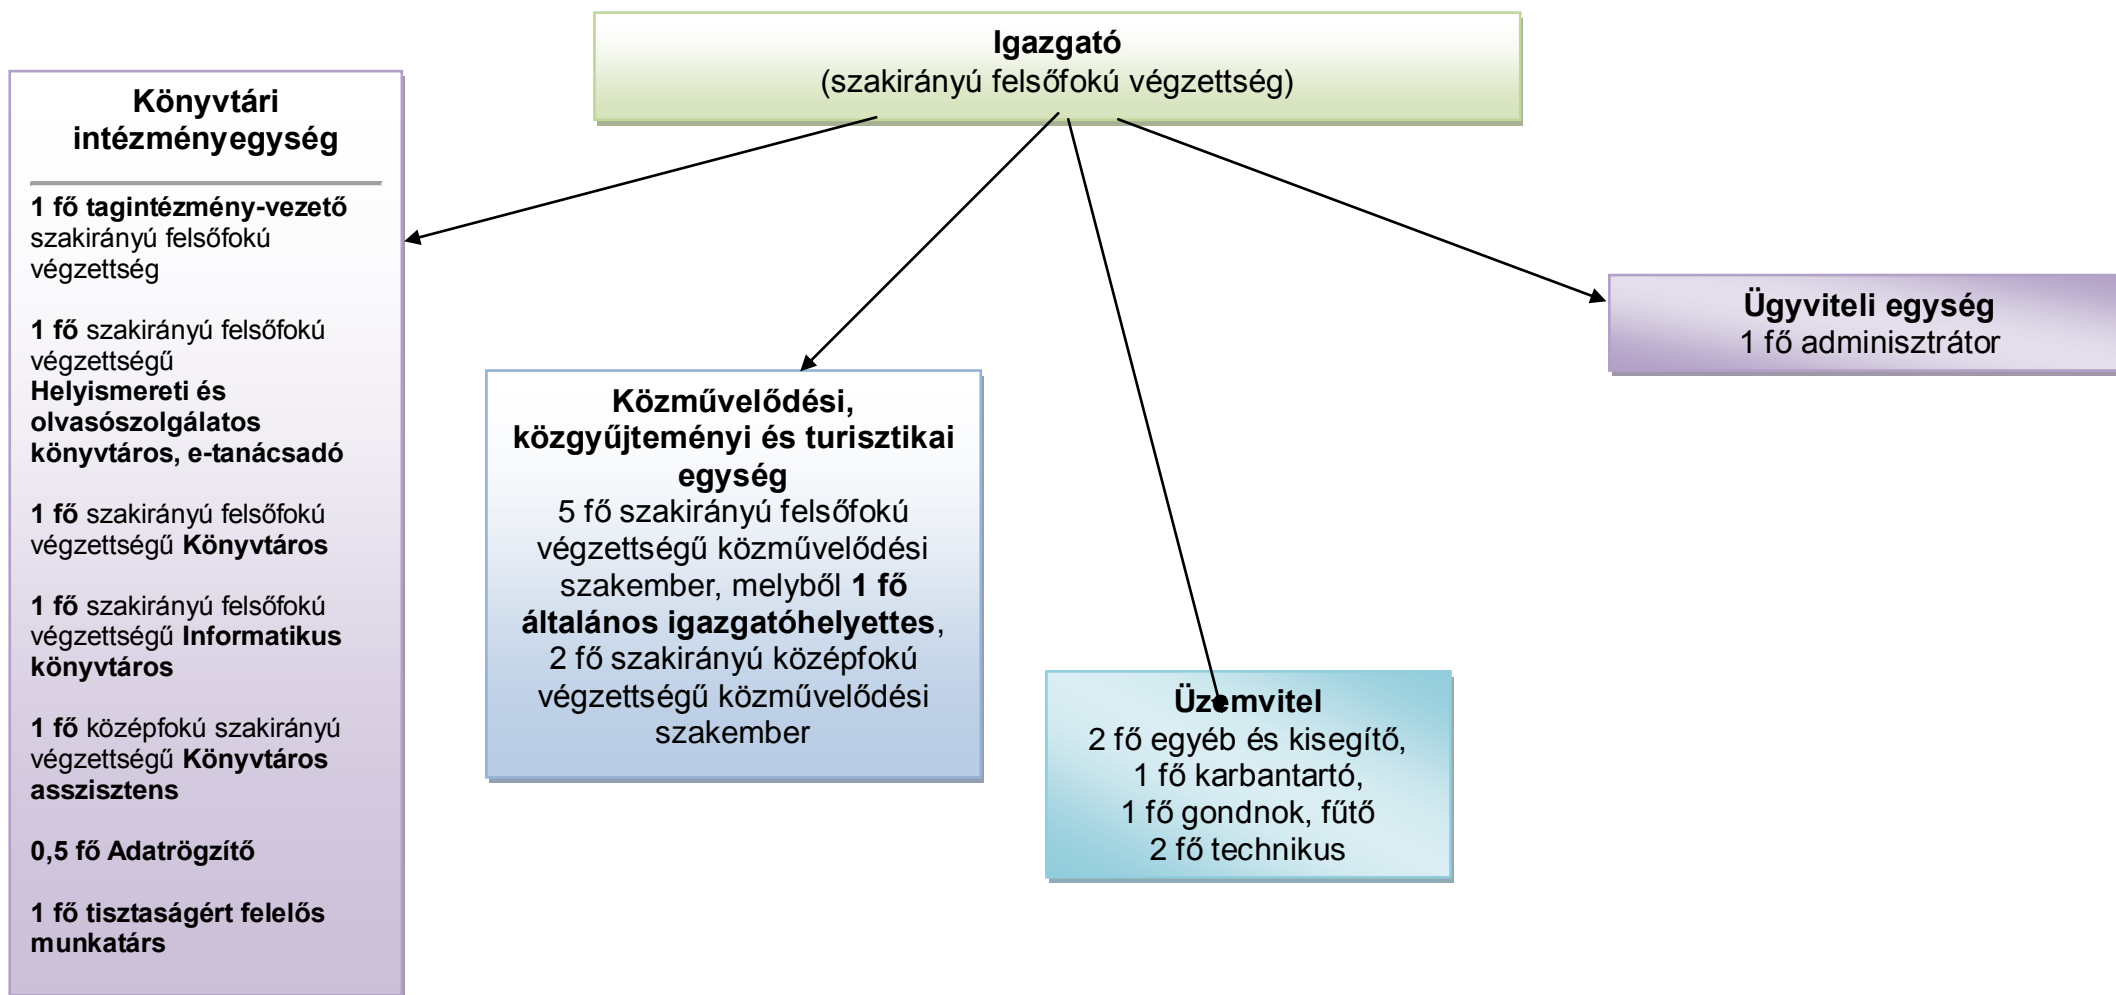 Igazgató
(szakirányú felsőfokú végzettség)
Könyvtári
intézményegység
1 fő tagintézmény-vezető
szakirányú felsőfokú
végzettség
1 fő szakirányú felsőfokú
végzettségű
Helyismereti és
olvasószolgálatos
könyvtáros, e-tanácsadó
1 fő szakirányú felsőfokú
végzettségű Könyvtáros
1 fő szakirányú felsőfokú
végzettségű Informatikus
könyvtáros
1 fő középfokú szakirányú
végzettségű Könyvtáros
asszisztens
0,5 fő Adatrögzítő
1 fő tisztaságért felelős
munkatárs
Közművelődési,
közgyűjteményi és turisztikai
egység
5 fő szakirányú felsőfokú
végzettségű közművelődési
szakember, melyből 1 fő
általános igazgatóhelyettes,
2 fő szakirányú középfokú
végzettségű közművelődési
szakember
Üzemvitel
2 fő egyéb és kisegítő,
1 fő karbantartó,
1 fő gondnok, fűtő
2 fő technikus
Ügyviteli egység
1 fő adminisztrátor